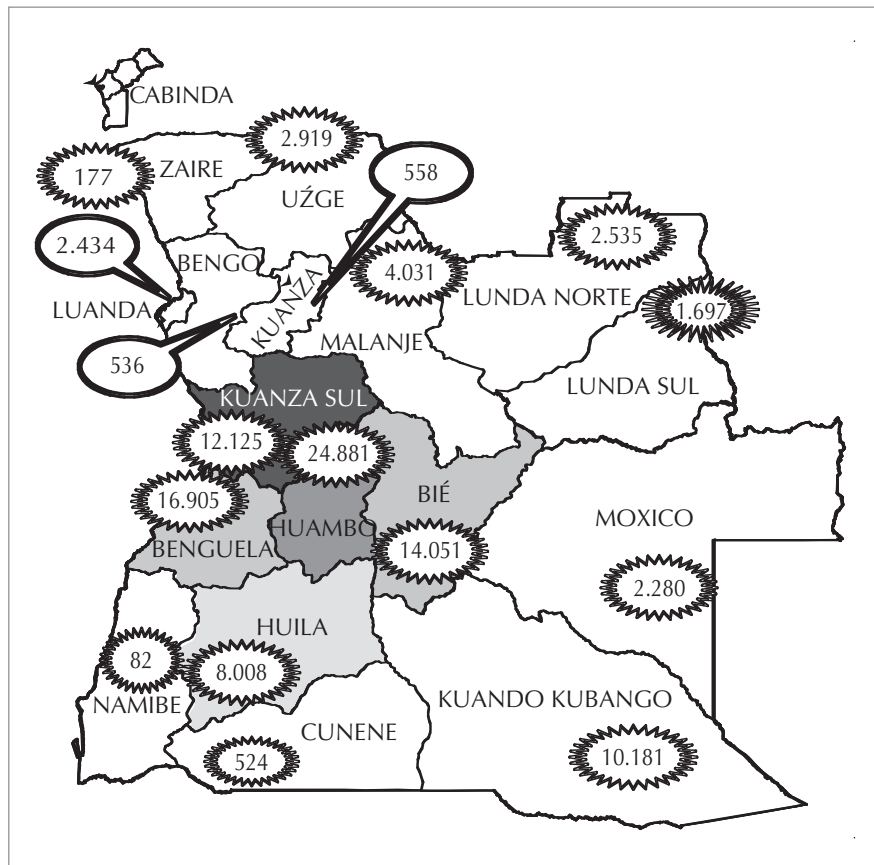 CABINDA
2.919
177
ZAIRE
558
UŹGE
2.434
BENGO
4.031
2.535
LUNDA NORTE
LUANDA
KUANZA
1.697
536
MALANJE
LUNDA SUL
KUANZA SUL
12.125
24.881
16.905
BIÉ
HUAMBO
MOXICO
BENGUELA
14.051
2.280
HUILA
82
8.008
NAMIBE
KUANDO KUBANGO
CUNENE
524
10.181